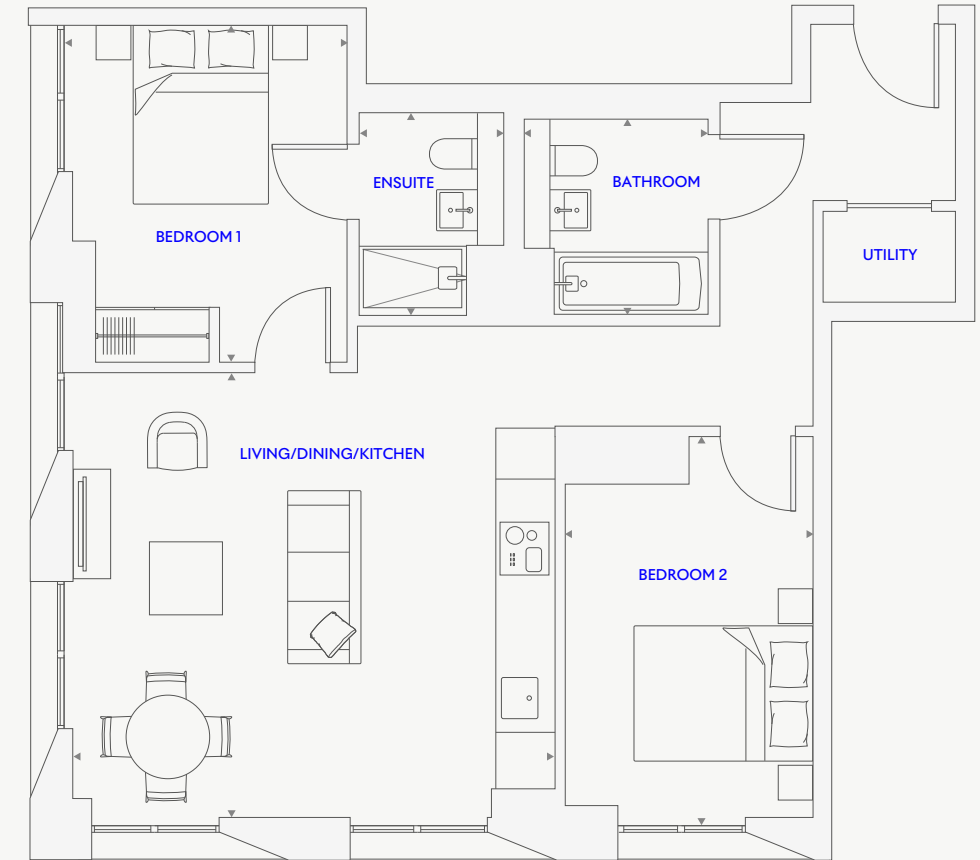 ENSUITE
BATHROOM
BEDROOM 1
UTILITY
LIVING/DINING/KITCHEN
BEDROOM 2